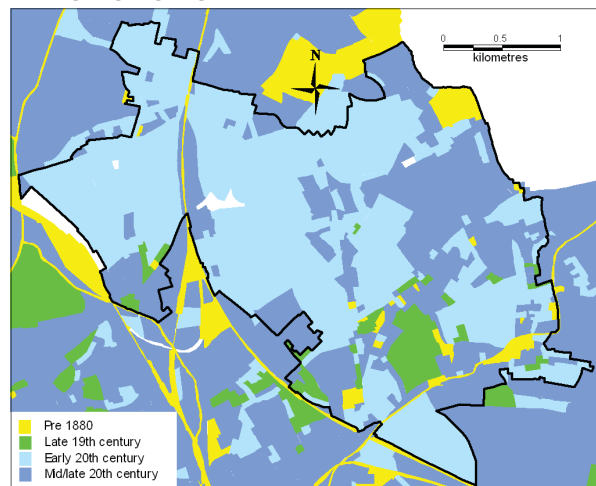 N
0 0.5 1
kilometres
Pre 1880
Late 19th century
Early 20th century
Mid/late 20th century